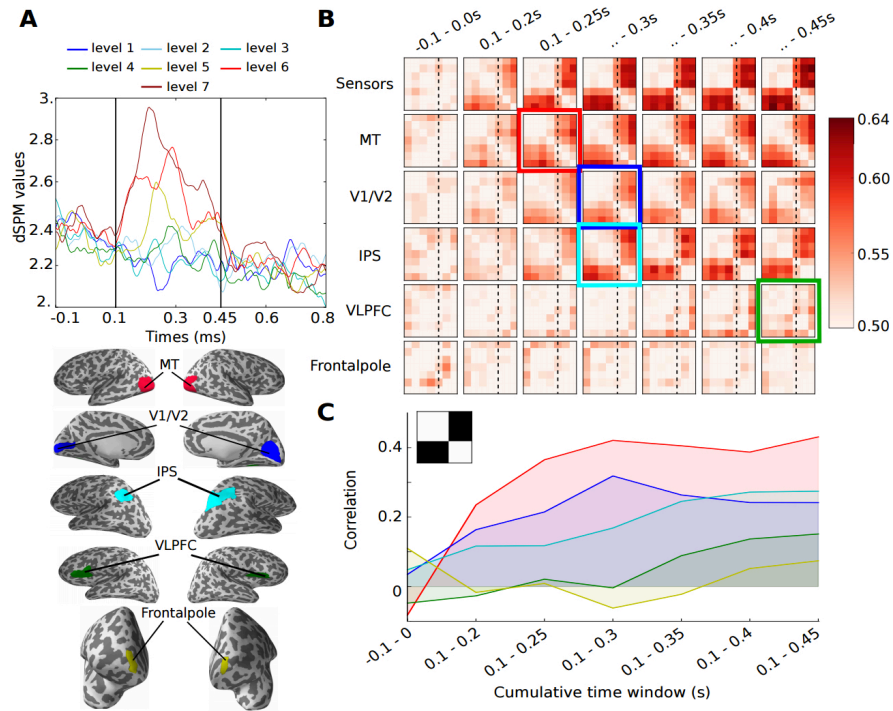 A
level 1 level 2 level 3
level 4 level 5 level 6
level 7
dSPM values
3.
2.8
2.6
2.4
2.2
2.
-0.1 0.1 0.3 0.45 0.8
Times (ms)
MT
V1/V2
IPS
VLPFC
Frontalpole
B
-0.1 - 0.0s
0.1 - 0.2s
0.1 - 0.25s
.. - 0.3s
.. - 0.35s
.. - 0.4s
.. - 0.45s
Sensors
MT
V1/V2
IPS
VLPFC
Frontalpole
0.64
0.60
0.55
0.50
C
Correlation
0.4
0.2
0
-0.1 - 0
0.1 - 0.2
0.1 - 0.25
0.1 - 0.3
0.1 - 0.35
0.1 - 0.4
0.1 - 0.45
Cumulative time window (s)